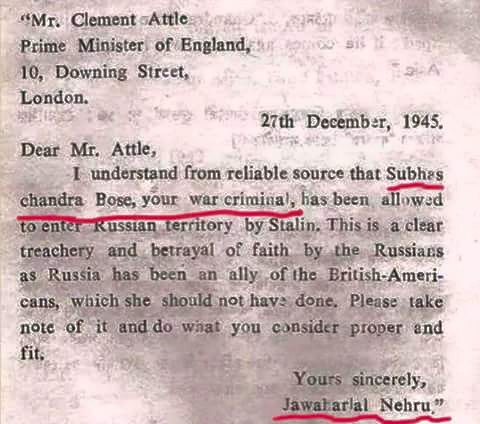 “Mr. Clement Attle
Prime Minister of England,
10, Downing Street,
London.
27th December, 1945.
Dear Mr. Attle,
I understand from reliable source that Subhas
chandra Bose, your war criminal, has been allowed
to enter Russian territory by Stalin. This is a clear
treachery and betrayal of faith by the Russians
as Russia has been an ally of the British-Ameri-
cans, which she should not have done. Please take
note of it and do what you consider proper and
fit.
Yours sincerely,
Jawaharlal Nehru.”